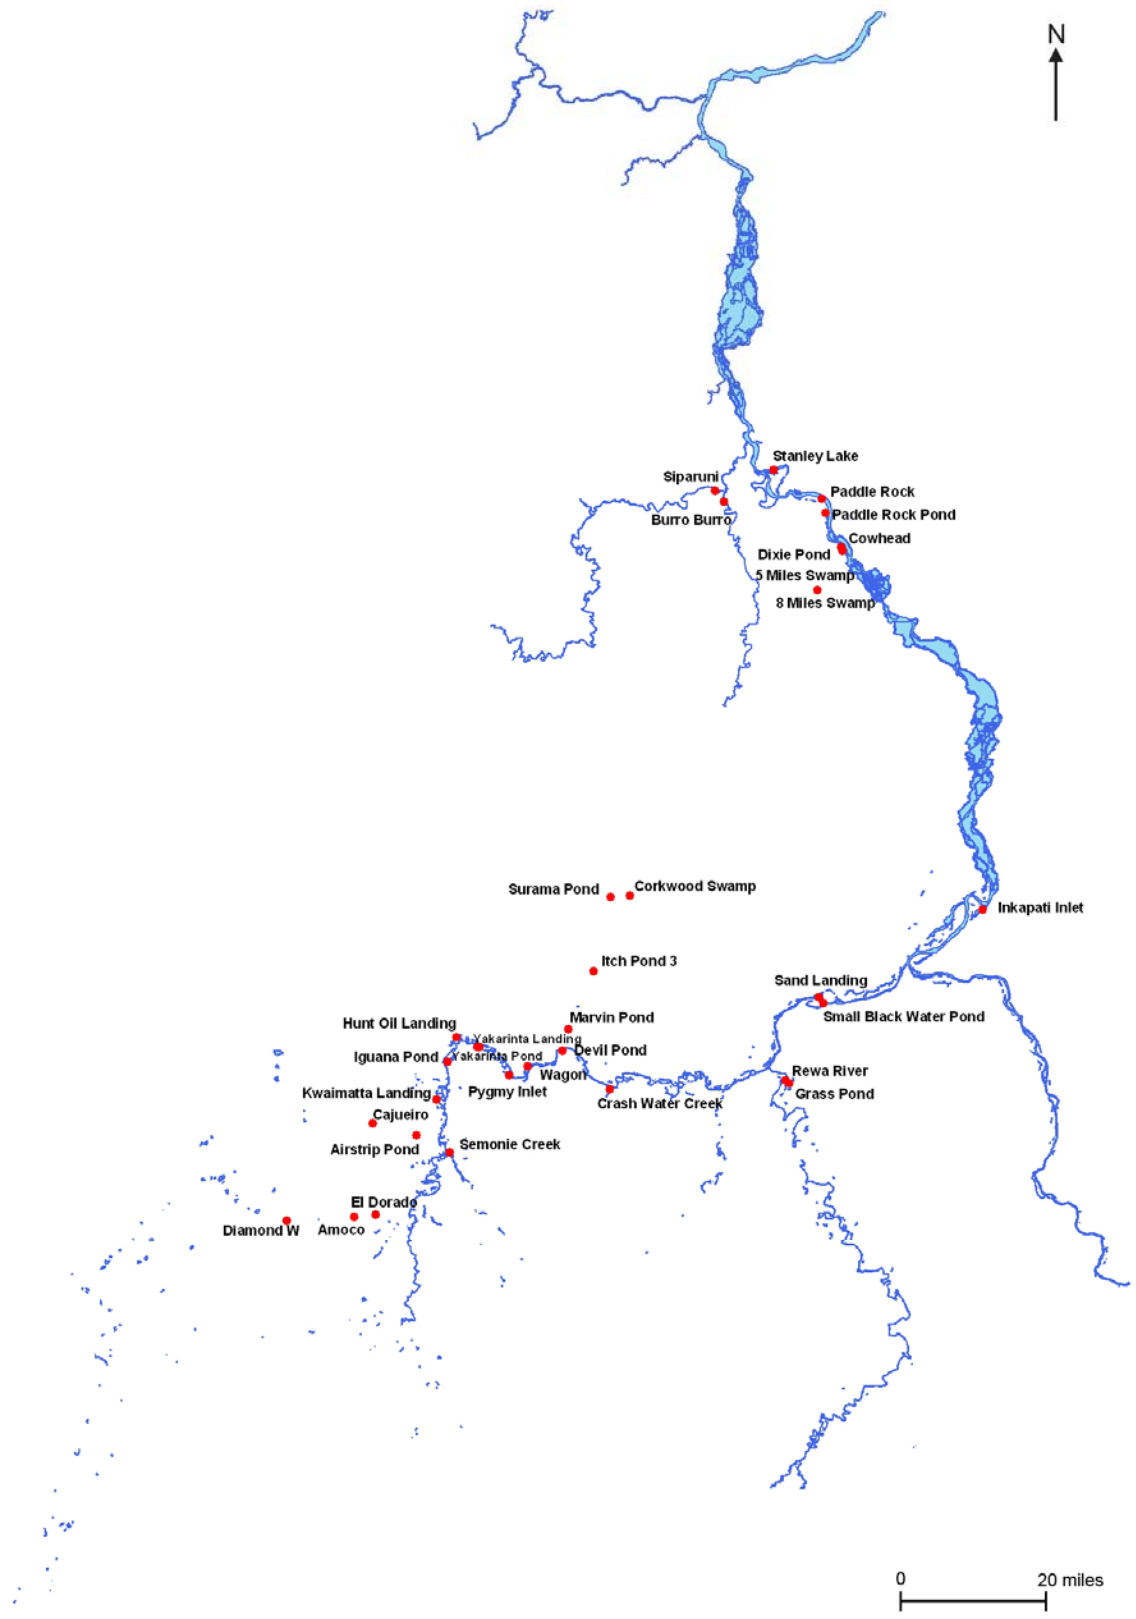 N
Stanley Lake
Siparuni
Paddle Rock
Burro Burro
Paddle Rock Pond
Cowhead
Dixie Pond
5 Miles Swamp
8 Miles Swamp
Surama Pond
Corkwood Swamp
Inkapati Inlet
Itch Pond 3
Sand Landing
Small Black Water Pond
Marvin Pond
Hunt Oil Landing
Yakarinta Landing
Devil Pond
Iguana Pond
Yakarinta Pond
Wagon
Rewa River
Pygmy Inlet
Grass Pond
Kwaimatta Landing
Crash Water Creek
Cajueiro
Airstrip Pond
Semonie Creek
El Dorado
Diamond W
Amoco
0 20 miles